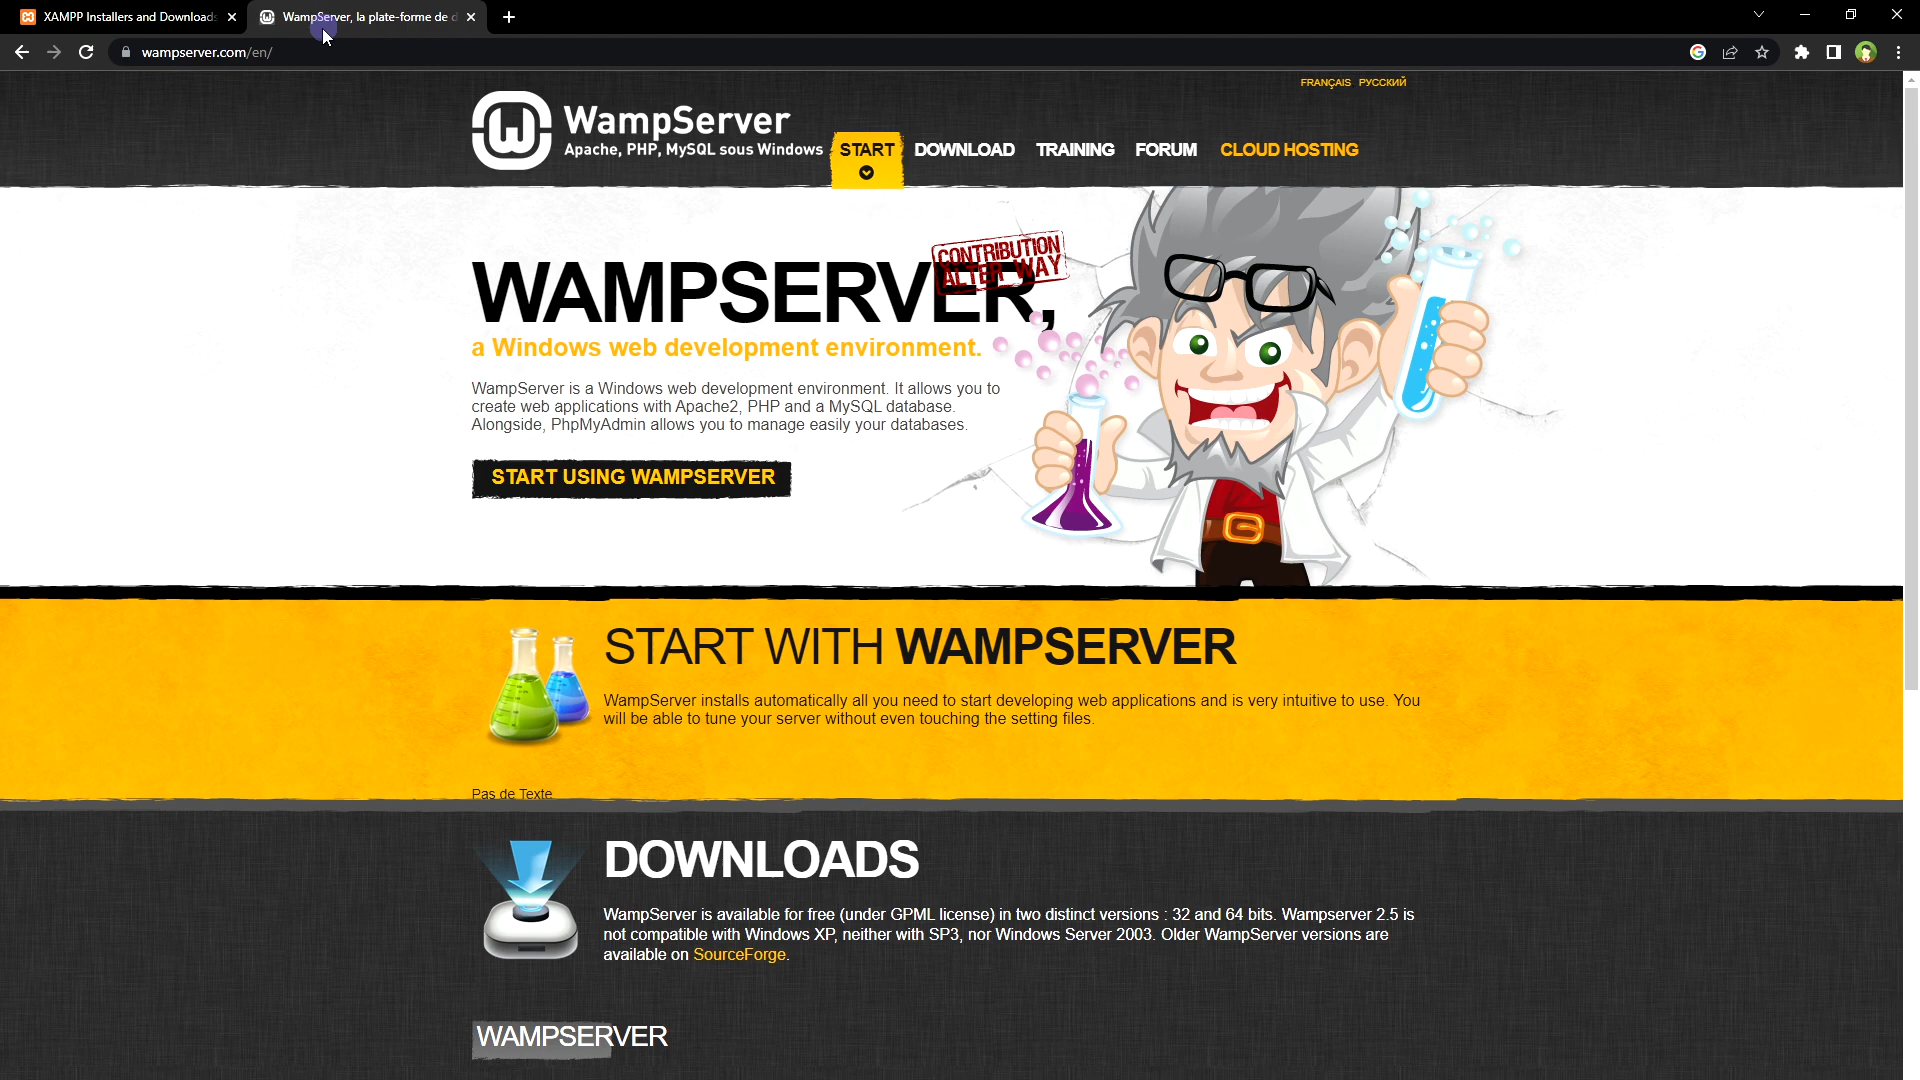 XAMPP Installers and Downloads
WampServer, la plate-forme de d
wampserver.com/en/
FRANÇAIS РУССКИЙ
WampServer
Apache, PHP, MySQL sous Windows
START DOWNLOAD TRAINING FORUM CLOUD HOSTING
CONTRIBUTION
ALTER WAY
WAMPSERVER,
a Windows web development environment.
WampServer is a Windows web development environment. It allows you to
create web applications with Apache2, PHP and a MySQL database.
Alongside, PhpMyAdmin allows you to manage easily your databases.
START USING WAMPSERVER
START WITH WAMPSERVER
WampServer installs automatically all you need to start developing web applications and is very intuitive to use. You
will be able to tune your server without even touching the setting files.
Pas de Texte
DOWNLOADS
WampServer is available for free (under GPML license) in two distinct versions : 32 and 64 bits. Wampserver 2.5 is
not compatible with Windows XP, neither with SP3, nor Windows Server 2003. Older WampServer versions are
available on SourceForge.
WAMPSERVER